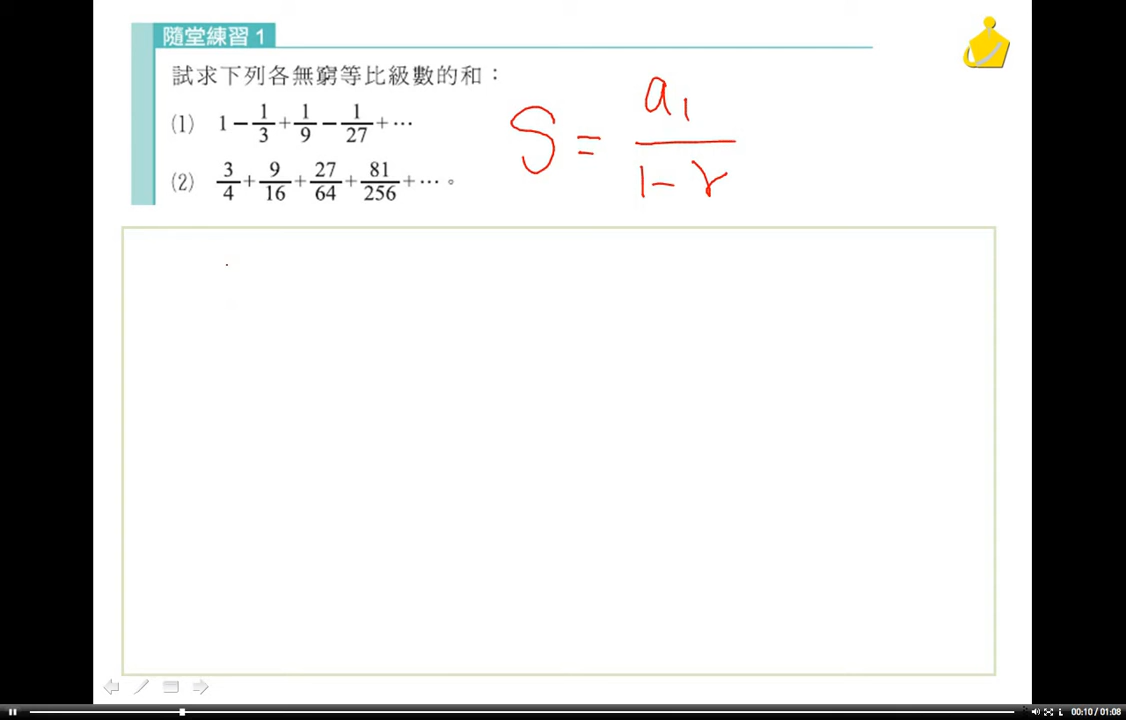 隨堂練習 1
試求下列各無窮等比級數的和：
(1) 1 − 1/3 + 1/9 − 1/27 + ⋯
(2) 3/4 + 9/16 + 27/64 + 81/256 + ⋯。
S = a₁/(1 − r)
00:10 / 01:08